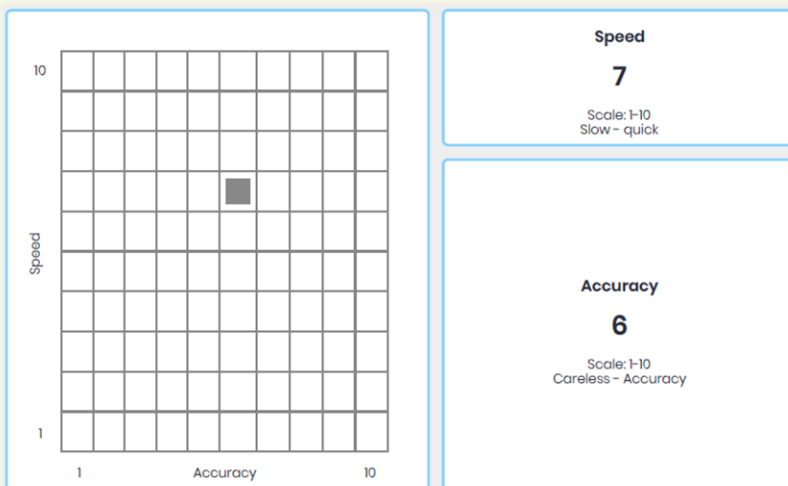 10
Speed
1
1 Accuracy 10
Speed
7
Scale: 1-10
Slow - quick
Accuracy
6
Scale: 1-10
Careless - Accuracy